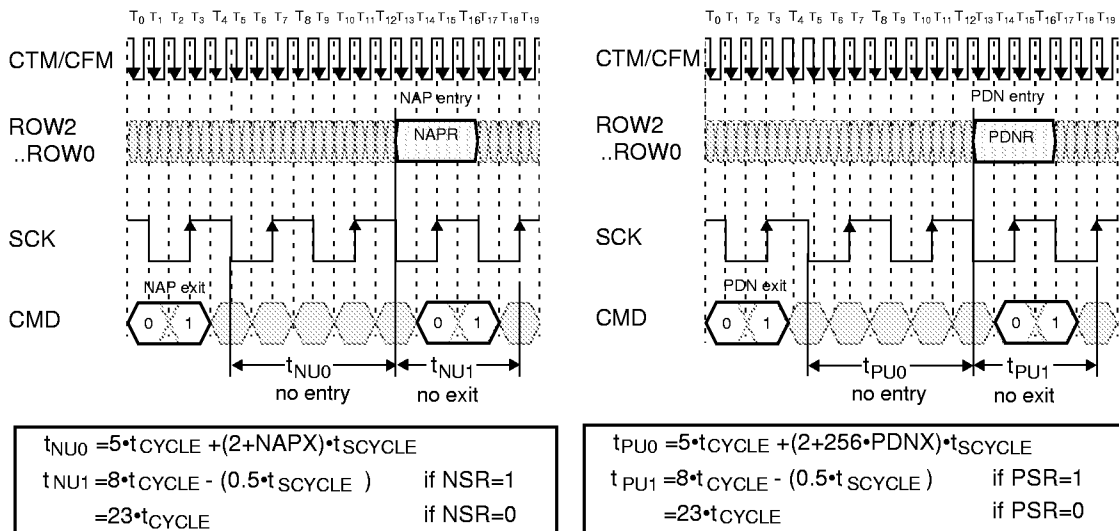 T0 T1 T2 T3 T4 T5 T6 T7 T8 T9 T10 T11 T12 T13 T14 T15 T16 T17 T18 T19
CTM/CFM
NAP entry
ROW2
..ROW0
NAPR
SCK
NAP exit
CMD
0 1 0 1
tNU0 tNU1
no entry no exit
tNU0 =5•tCYCLE +(2+NAPX)•tSCYCLE
tNU1 =8•tCYCLE - (0.5•tSCYCLE ) if NSR=1
=23•tCYCLE if NSR=0
T0 T1 T2 T3 T4 T5 T6 T7 T8 T9 T10 T11 T12 T13 T14 T15 T16 T17 T18 T19
CTM/CFM
PDN entry
ROW2
..ROW0
PDNR
SCK
PDN exit
CMD
0 1 0 1
tPU0 tPU1
no entry no exit
tPU0 =5•tCYCLE +(2+256•PDNX)•tSCYCLE
tPU1 =8•tCYCLE - (0.5•tSCYCLE ) if PSR=1
=23•tCYCLE if PSR=0